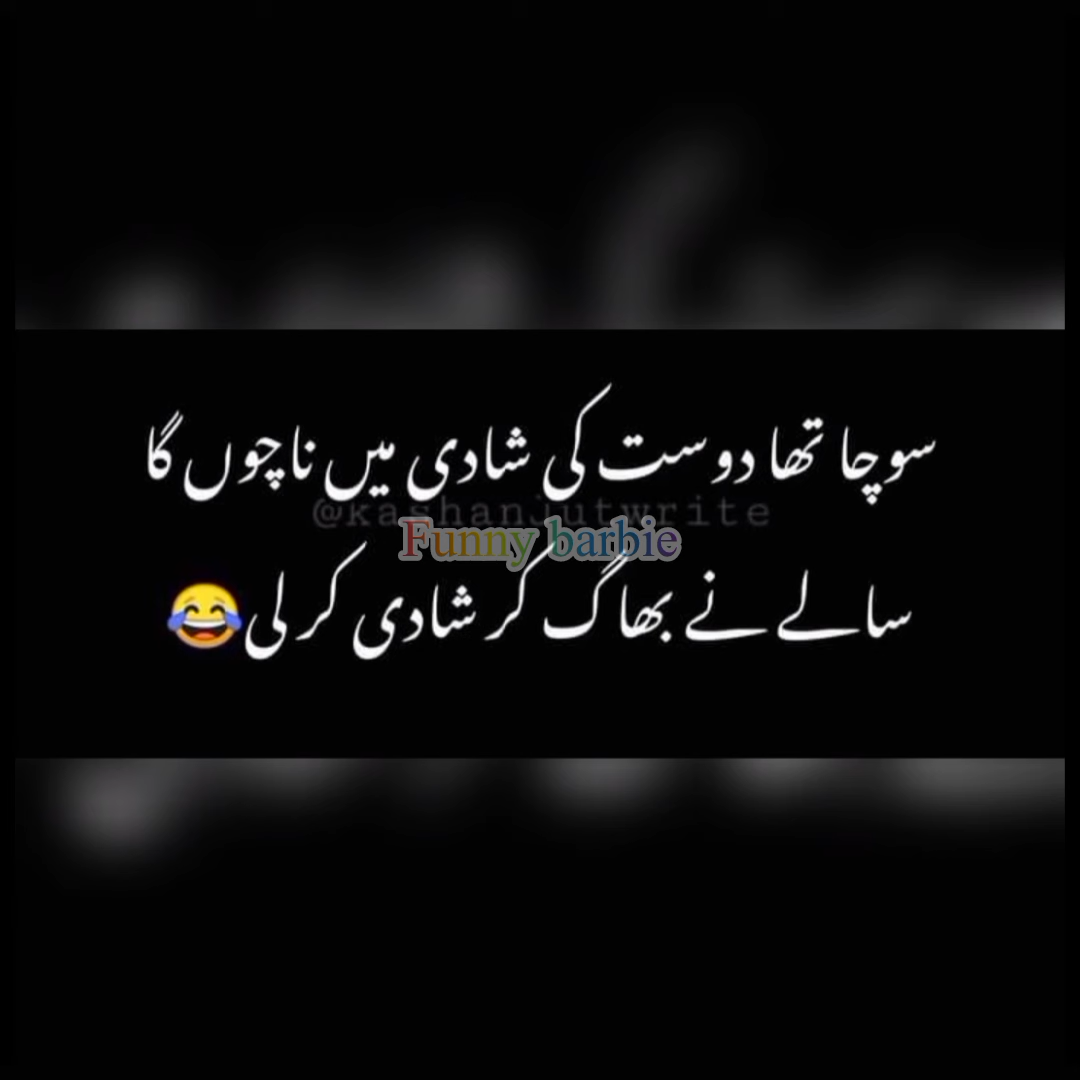 سوچا تھا دوست کی شادی میں ناچوں گا
@kashanJutwrite
Funny barbie
سالے نے بھاگ کر شادی کر لی😂